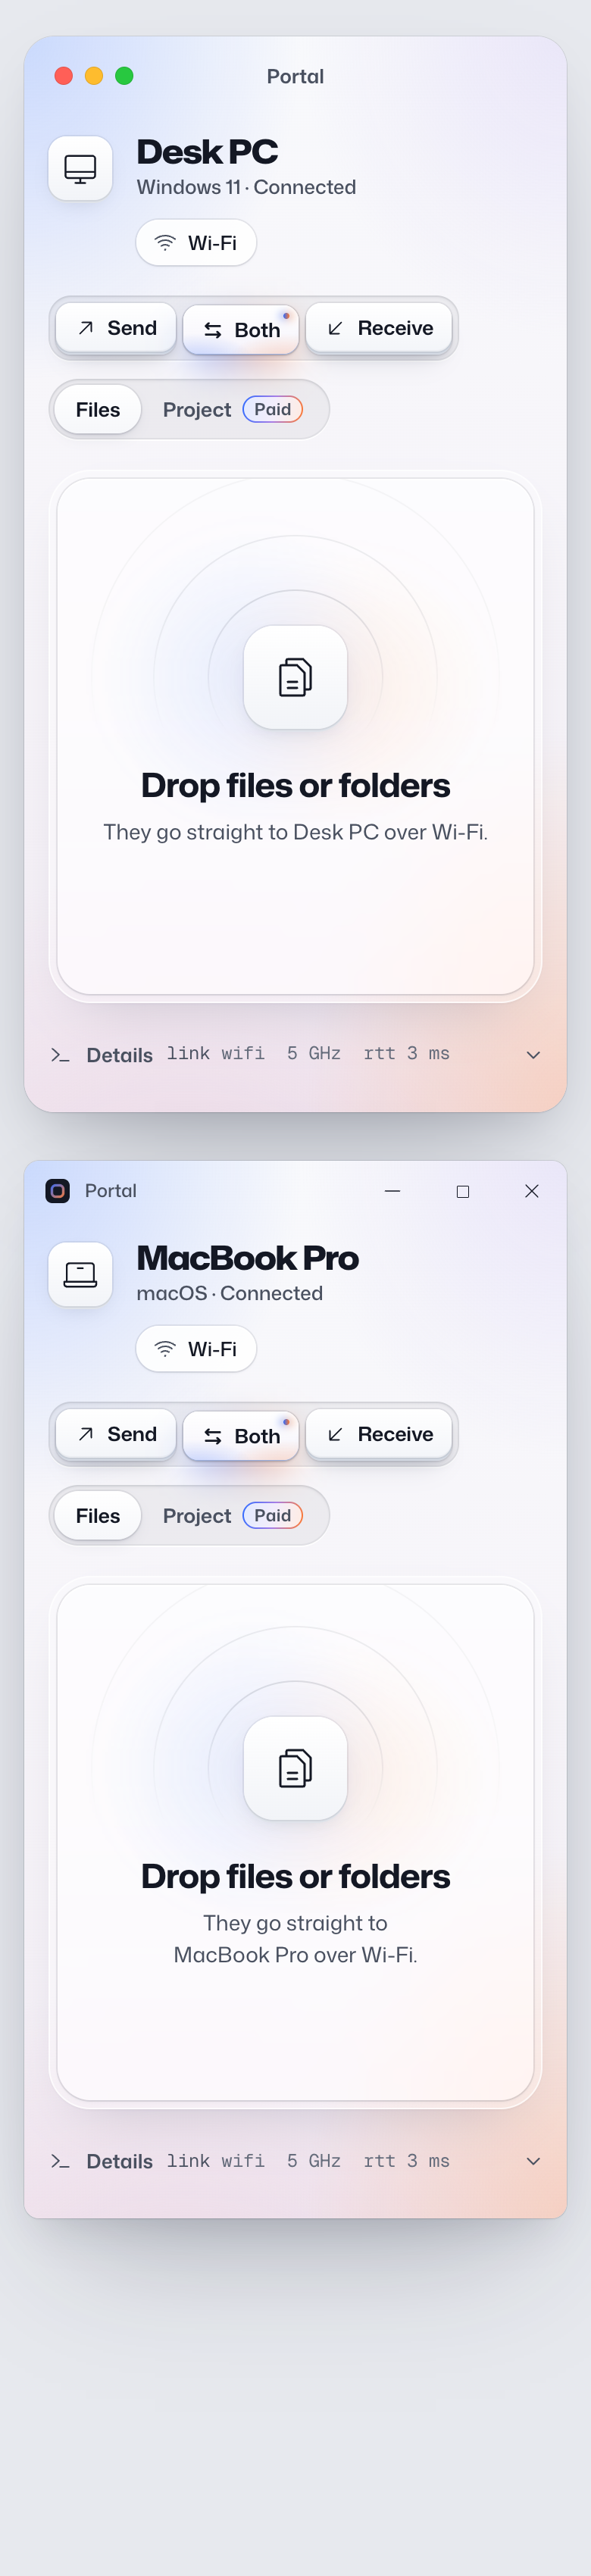 Portal
Desk PC
Windows 11 · Connected
Wi-Fi
Send Both Receive
Files Project Paid
Drop files or folders
They go straight to Desk PC over Wi-Fi.
Details link wifi 5 GHz rtt 3 ms
Portal
MacBook Pro
macOS · Connected
Wi-Fi
Send Both Receive
Files Project Paid
Drop files or folders
They go straight to
MacBook Pro over Wi-Fi.
Details link wifi 5 GHz rtt 3 ms